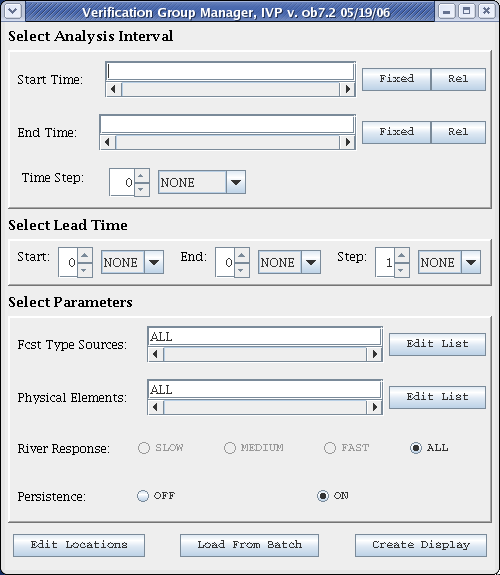 Verification Group Manager, IVP v. ob7.2 05/19/06
Select Analysis Interval
Start Time: Fixed Rel
End Time: Fixed Rel
Time Step: 0 NONE
Select Lead Time
Start: 0 NONE End: 0 NONE Step: 1 NONE
Select Parameters
Fcst Type Sources: ALL Edit List
Physical Elements: ALL Edit List
River Response: SLOW MEDIUM FAST ALL
Persistence: OFF ON
Edit Locations Load From Batch Create Display